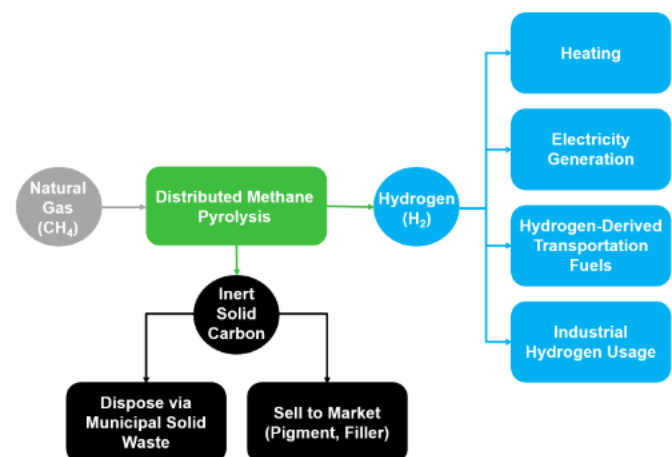 Heating
Electricity
Generation
Natural
Gas
(CH₄)
Distributed Methane
Pyrolysis
Hydrogen
(H₂)
Hydrogen-Derived
Transportation
Fuels
Inert
Solid
Carbon
Industrial
Hydrogen Usage
Dispose via
Municipal Solid
Waste
Sell to Market
(Pigment, Filler)